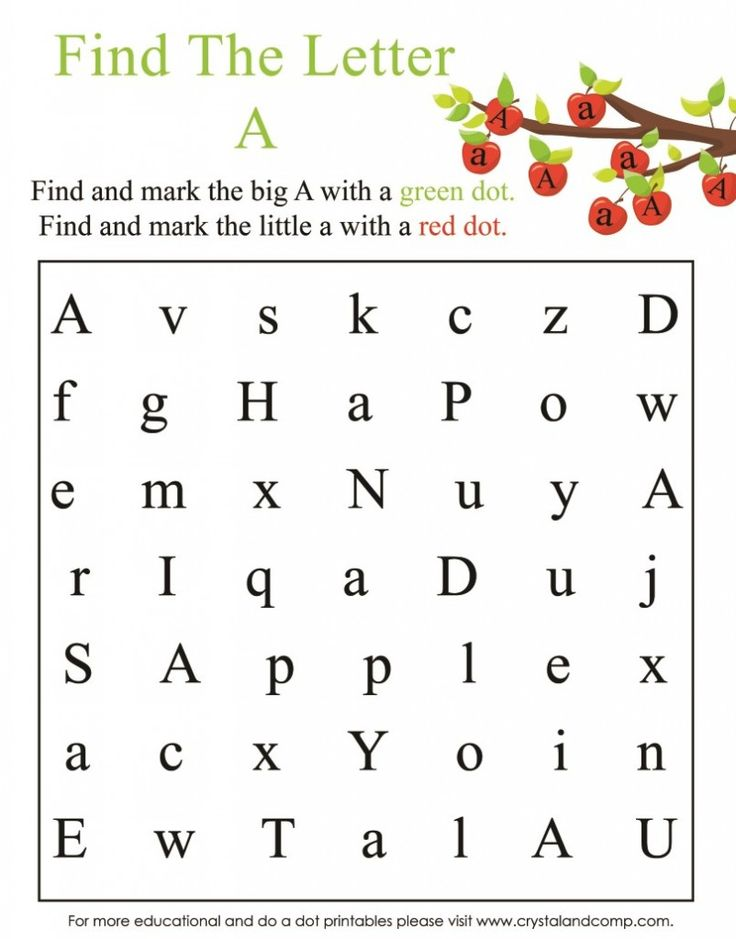 Find The Letter
A
Find and mark the big A with a green dot.
Find and mark the little a with a red dot.
A a
a A a A
a A
A v s k c z D
f g H a P o w
e m x N u y A
r I q a D u j
S A p p l e x
a c x Y o i n
E w T a l A U
For more educational and do a dot printables please visit www.crystalandcomp.com.